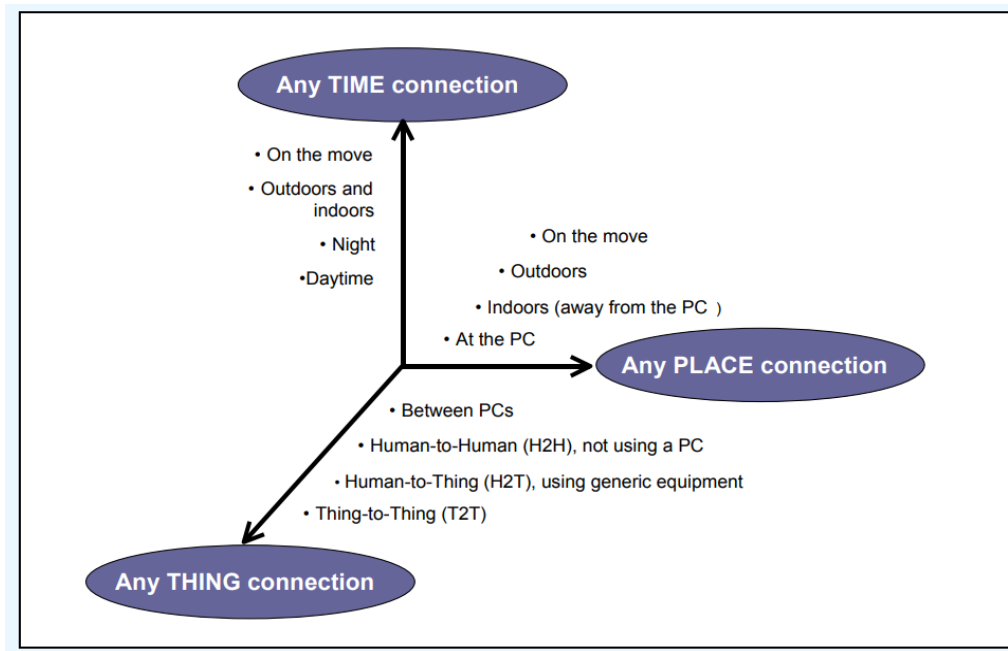 Any TIME connection
• On the move
• Outdoors and
indoors
• Night
•Daytime
• On the move
• Outdoors
• Indoors (away from the PC )
• At the PC
Any PLACE connection
• Between PCs
• Human-to-Human (H2H), not using a PC
• Human-to-Thing (H2T), using generic equipment
• Thing-to-Thing (T2T)
Any THING connection